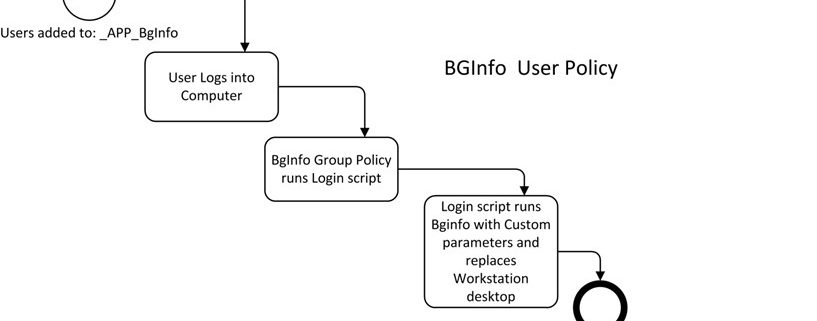 Users added to: _APP_BgInfo
BGInfo User Policy
User Logs into
Computer
BgInfo Group Policy
runs Login script
Login script runs
Bginfo with Custom
parameters and
replaces
Workstation
desktop